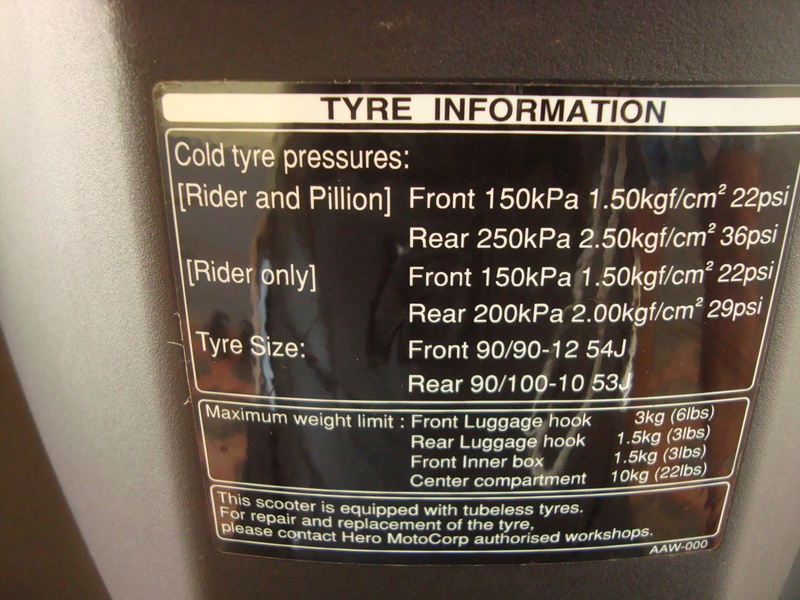 TYRE INFORMATION
Cold tyre pressures:
[Rider and Pillion] Front 150kPa 1.50kgf/cm² 22psi
Rear 250kPa 2.50kgf/cm² 36psi
[Rider only] Front 150kPa 1.50kgf/cm² 22psi
Rear 200kPa 2.00kgf/cm² 29psi
Tyre Size: Front 90/90-12 54J
Rear 90/100-10 53J
Maximum weight limit : Front Luggage hook 3kg (6lbs)
Rear Luggage hook 1.5kg (3lbs)
Front Inner box 1.5kg (3lbs)
Center compartment 10kg (22lbs)
This scooter is equipped with tubeless tyres.
For repair and replacement of the tyre,
please contact Hero MotoCorp authorised workshops.
AAW-000